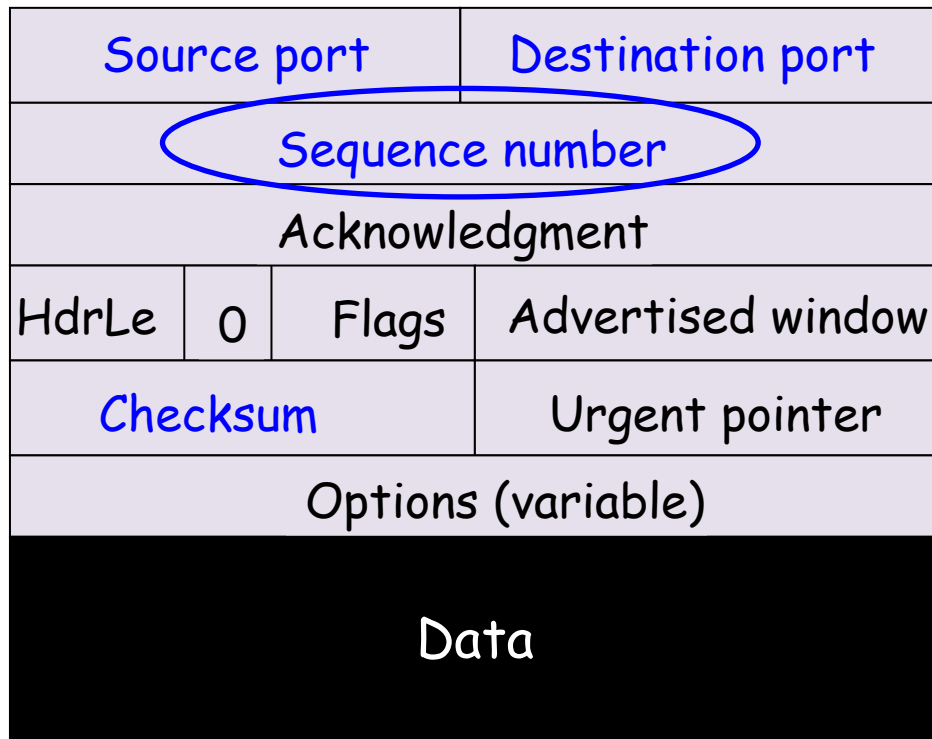 Source port Destination port
Sequence number
Acknowledgment
HdrLe 0 Flags Advertised window
Checksum Urgent pointer
Options (variable)
Data